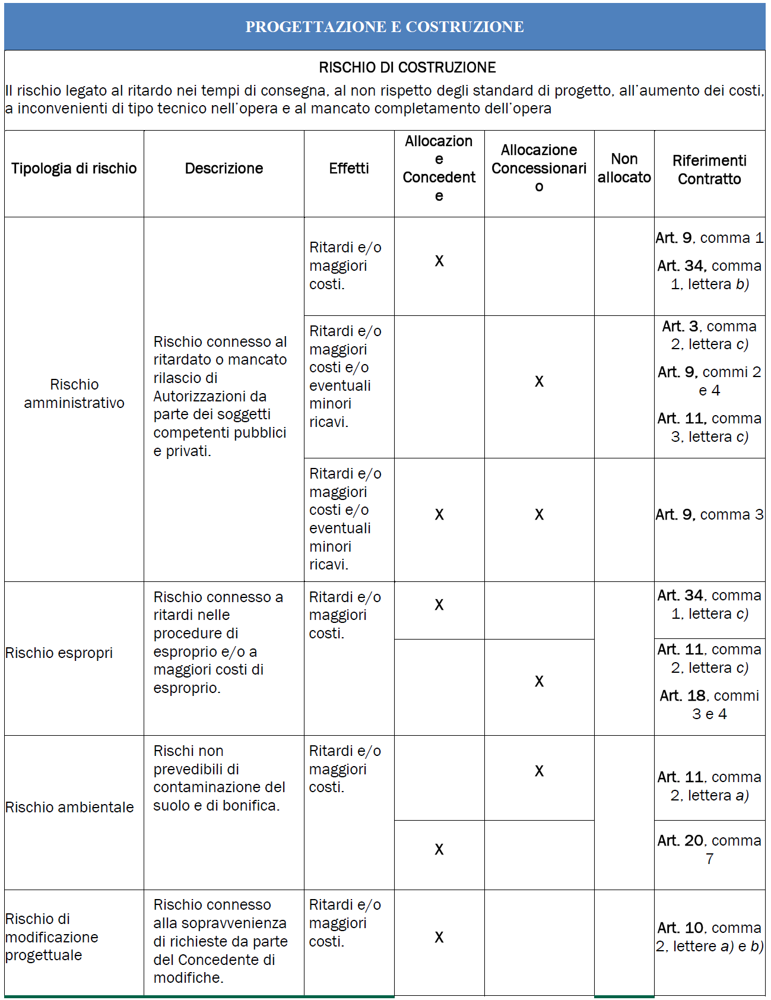 PROGETTAZIONE E COSTRUZIONE
RISCHIO DI COSTRUZIONE
Il rischio legato al ritardo nei tempi di consegna, al non rispetto degli standard di progetto, all’aumento dei costi,
a inconvenienti di tipo tecnico nell’opera e al mancato completamento dell’opera
Tipologia di rischio
Descrizione
Effetti
Allocazion
e
Concedent
e
Allocazione
Concessionari
o
Non
allocato
Riferimenti
Contratto
Rischio
amministrativo
Rischio connesso al
ritardato o mancato
rilascio di
Autorizzazioni da
parte dei soggetti
competenti pubblici
e privati.
Ritardi e/o
maggiori
costi.
X
Art. 9, comma 1
Art. 34, comma
1, lettera b)
Ritardi e/o
maggiori
costi e/o
eventuali
minori
ricavi.
X
Art. 3, comma
2, lettera c)
Art. 9, commi 2
e 4
Art. 11, comma
3, lettera c)
Ritardi e/o
maggiori
costi e/o
eventuali
minori
ricavi.
X
X
Art. 9, comma 3
Rischio espropri
Rischio connesso a
ritardi nelle
procedure di
esproprio e/o a
maggiori costi di
esproprio.
Ritardi e/o
maggiori
costi.
X
Art. 34, comma
1, lettera c)
X
Art. 11, comma
2, lettera c)
Art. 18, commi
3 e 4
Rischio ambientale
Rischi non
prevedibili di
contaminazione del
suolo e di bonifica.
Ritardi e/o
maggiori
costi.
X
Art. 11, comma
2, lettera a)
X
Art. 20, comma
7
Rischio di
modificazione
progettuale
Rischio connesso
alla sopravvenienza
di richieste da parte
del Concedente di
modifiche.
Ritardi e/o
maggiori
costi.
X
Art. 10, comma
2, lettere a) e b)